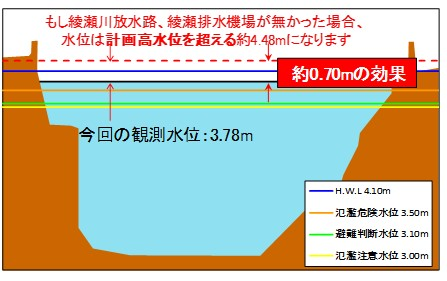 もし綾瀬川放水路、綾瀬排水機場が無かった場合、
水位は計画高水位を超える約4.48mになります
約0.70mの効果
今回の観測水位：3.78m
H.W.L 4.10m
氾濫危険水位 3.50m
避難判断水位 3.10m
氾濫注意水位 3.00m